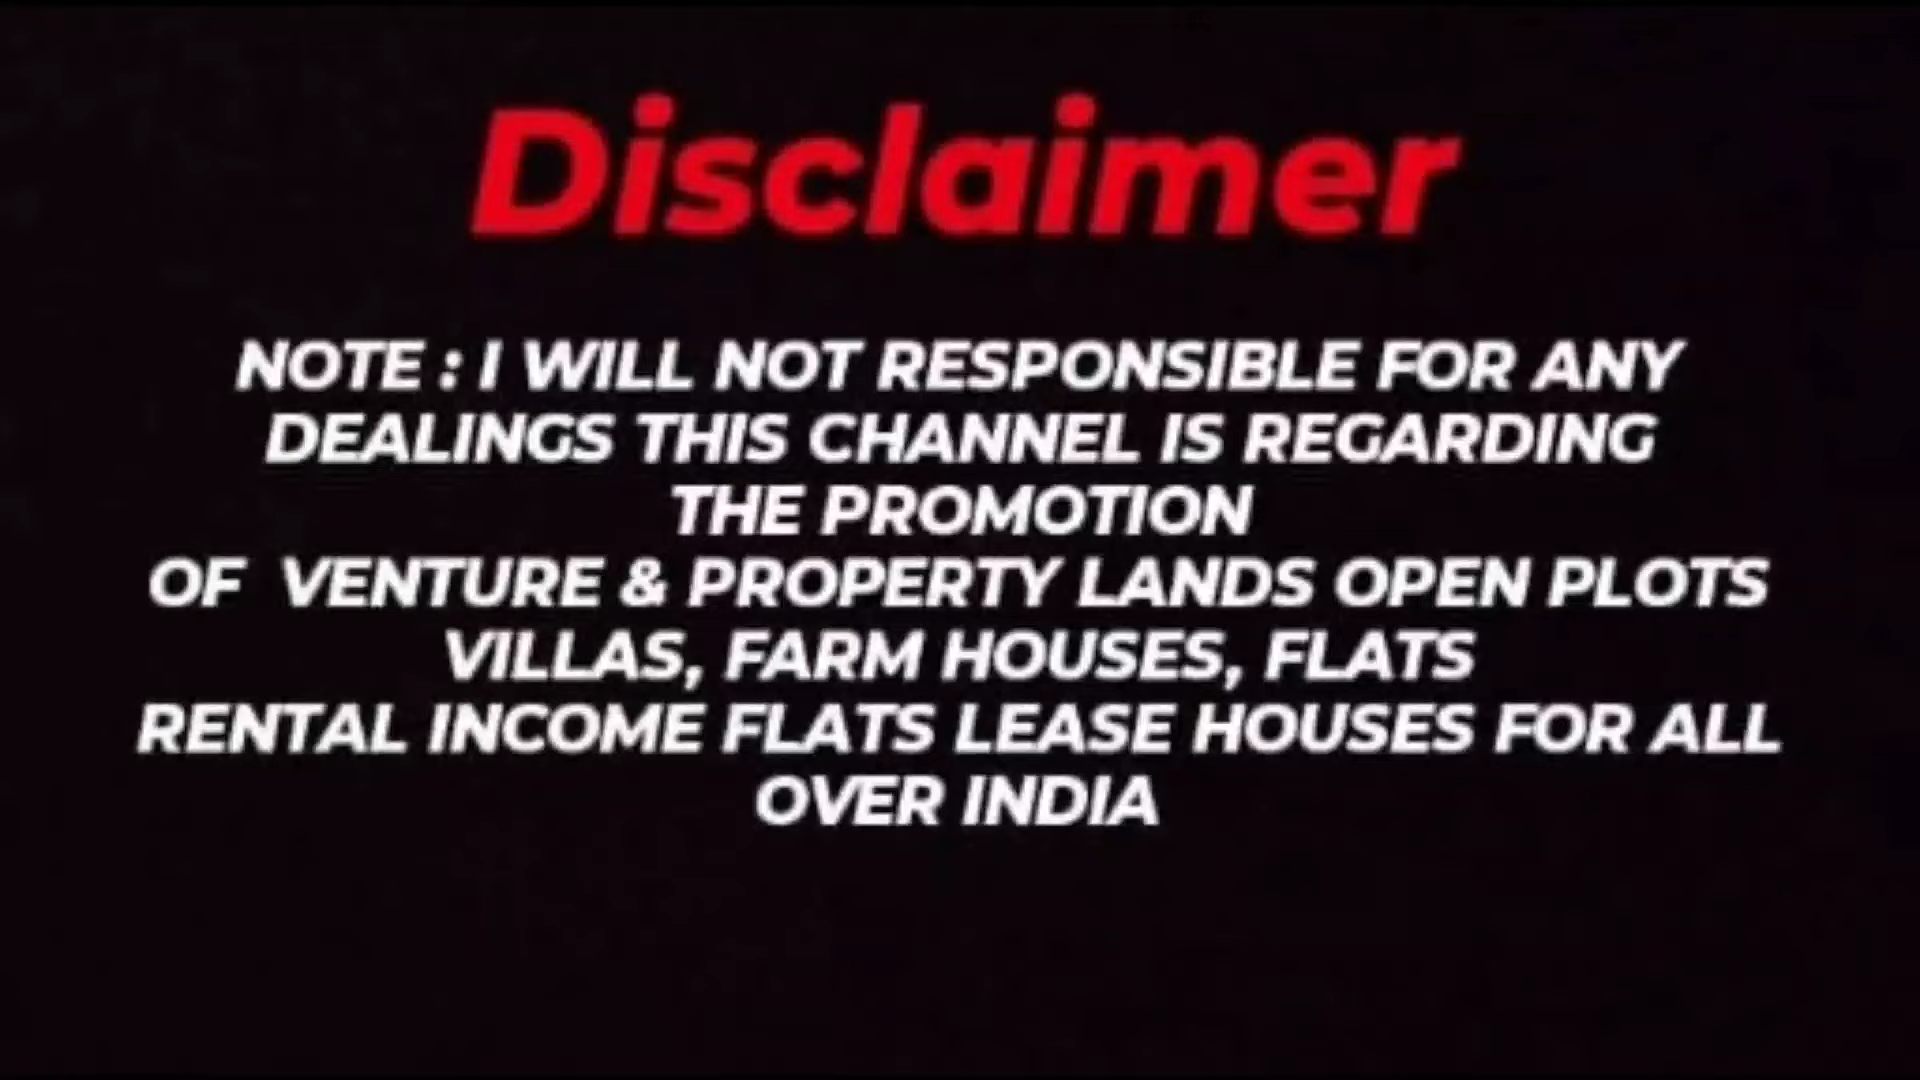 Disclaimer
NOTE : I WILL NOT RESPONSIBLE FOR ANY
DEALINGS THIS CHANNEL IS REGARDING
THE PROMOTION
OF  VENTURE & PROPERTY LANDS OPEN PLOTS
VILLAS, FARM HOUSES, FLATS
RENTAL INCOME FLATS LEASE HOUSES FOR ALL
OVER INDIA